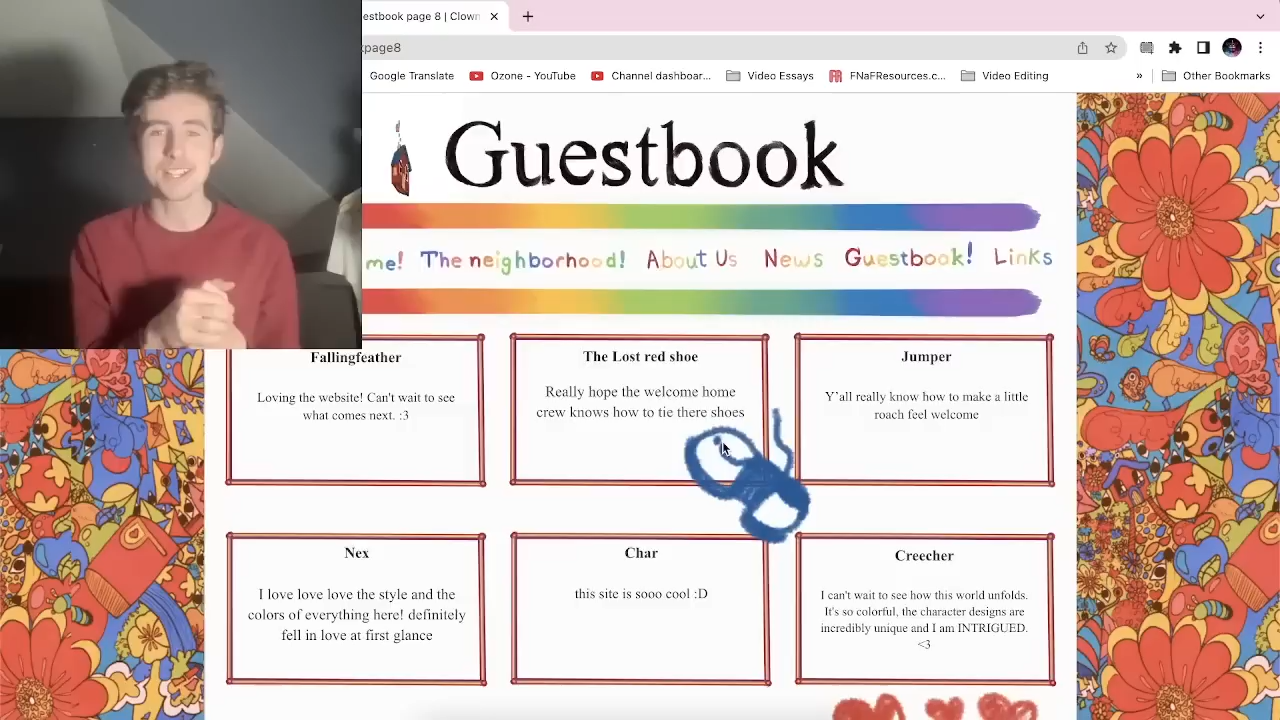 estbook page 8 | Clown
page8
Google Translate Ozone - YouTube Channel dashboar... Video Essays FNaFResources.c... Video Editing » Other Bookmarks
Guestbook
me! The neighborhood! About Us News Guestbook! Links
Fallingfeather
Loving the website! Can't wait to see
what comes next. :3
The Lost red shoe
Really hope the welcome home
crew knows how to tie there shoes
Jumper
Y'all really know how to make a little
roach feel welcome
Nex
I love love love the style and the
colors of everything here! definitely
fell in love at first glance
Char
this site is sooo cool :D
Creecher
I can't wait to see how this world unfolds.
It's so colorful, the character designs are
incredibly unique and I am INTRIGUED.
<3